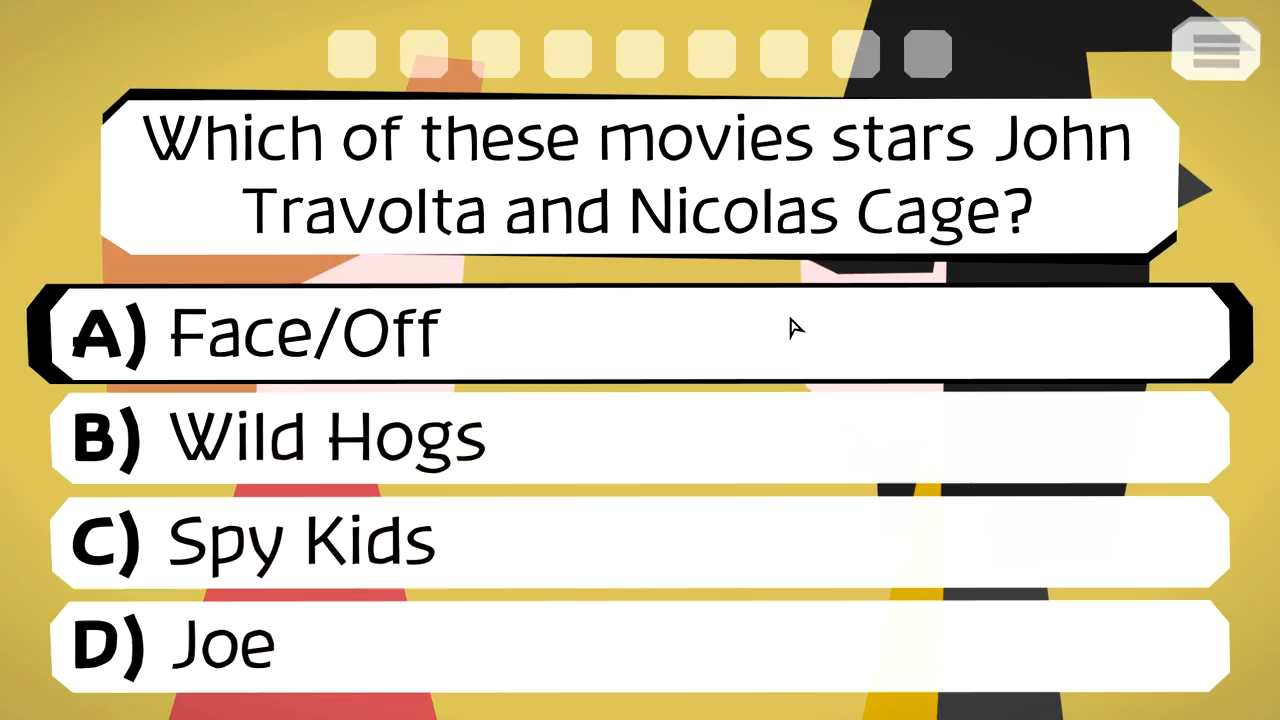 Which of these movies stars John
Travolta and Nicolas Cage?
A) Face/Off
B) Wild Hogs
C) Spy Kids
D) Joe